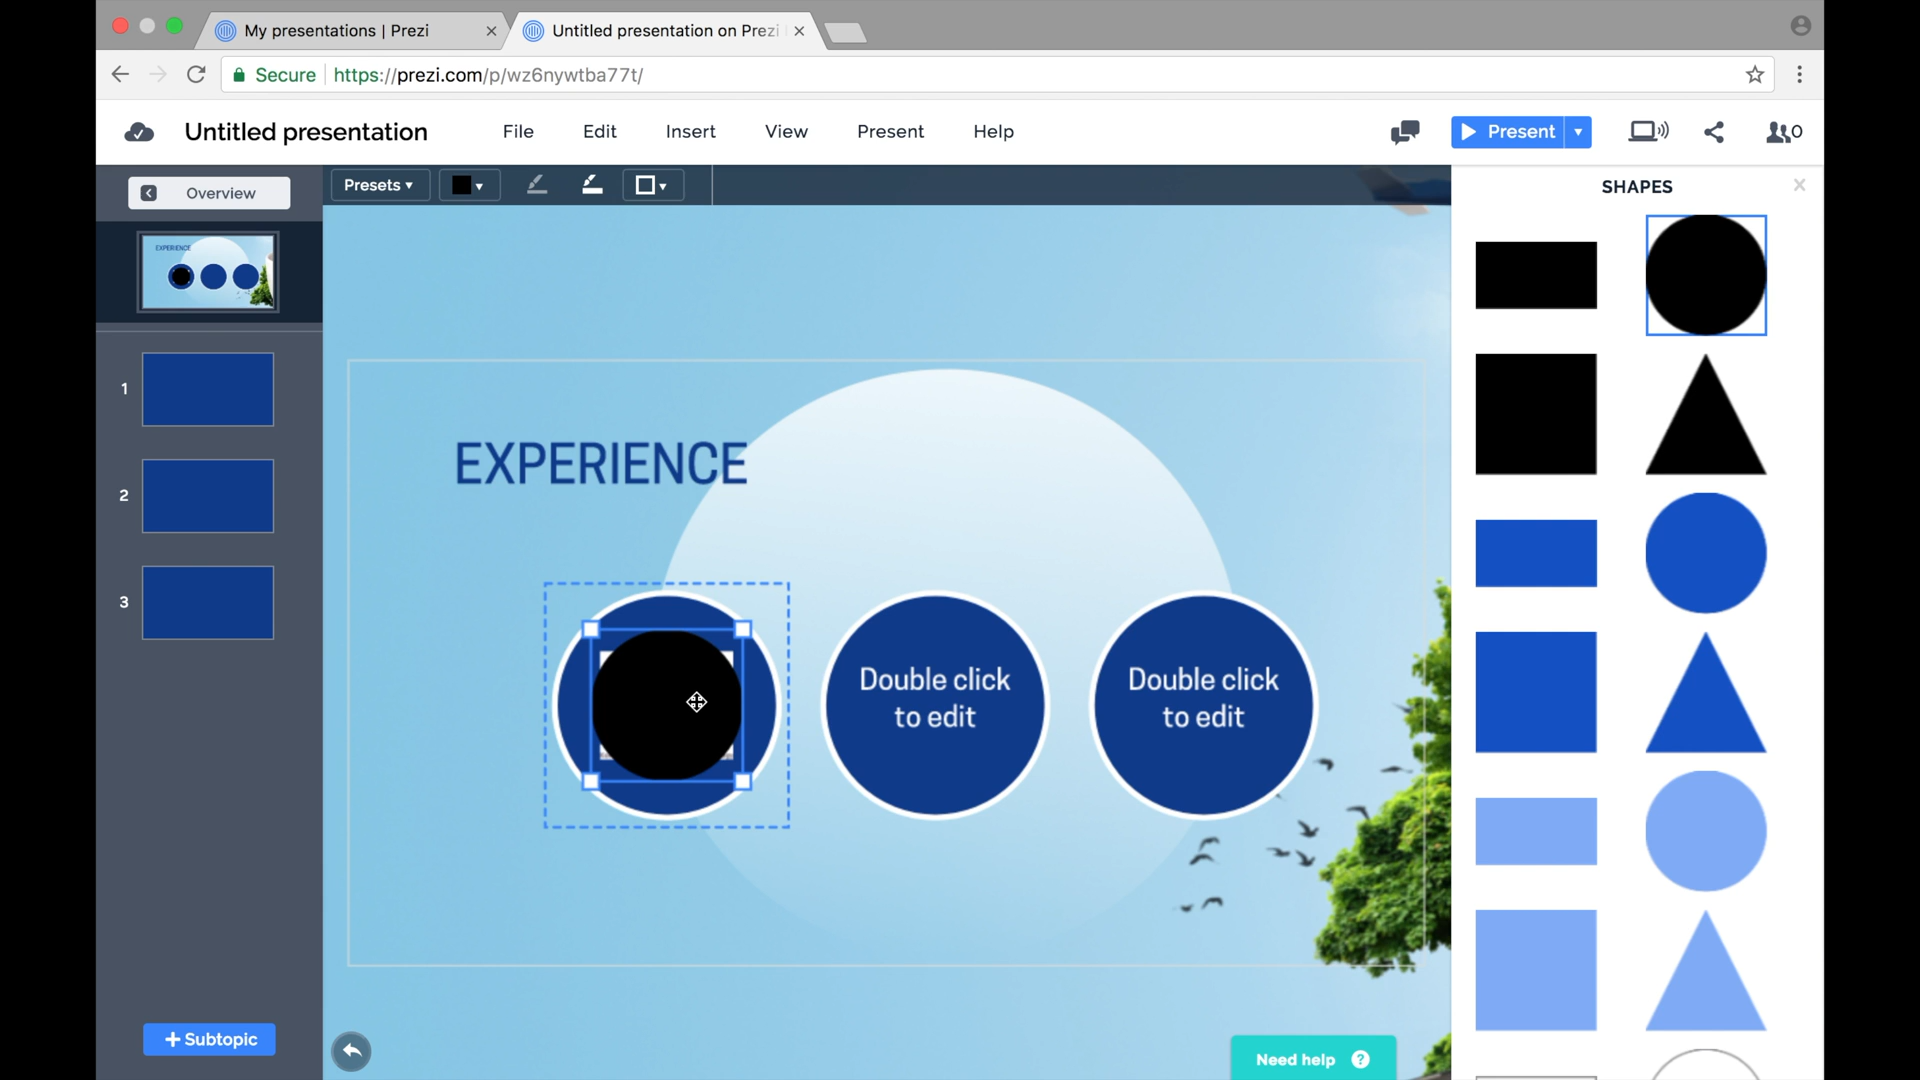 My presentations | Prezi
Untitled presentation on Prezi
Secure
https://prezi.com/p/wz6nywtba77t/
Untitled presentation
File
Edit
Insert
View
Present
Help
Present
0
Overview
Presets
SHAPES
EXPERIENCE
1
2
3
EXPERIENCE
Double click
to edit
Double click
to edit
+ Subtopic
Need help ?